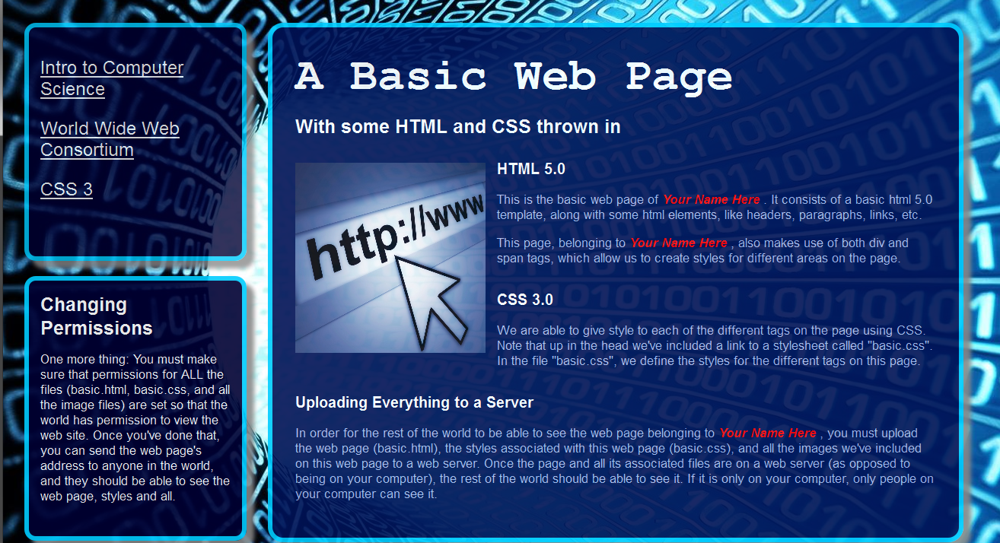 Intro to Computer
Science
World Wide Web
Consortium
CSS 3
Changing
Permissions
One more thing: You must make
sure that permissions for ALL the
files (basic.html, basic.css, and all
the image files) are set so that the
world has permission to view the
web site. Once you've done that,
you can send the web page's
address to anyone in the world,
and they should be able to see the
web page, styles and all.
A Basic Web Page
With some HTML and CSS thrown in
http://www
HTML 5.0
This is the basic web page of Your Name Here . It consists of a basic html 5.0
template, along with some html elements, like headers, paragraphs, links, etc.
This page, belonging to Your Name Here , also makes use of both div and
span tags, which allow us to create styles for different areas on the page.
CSS 3.0
We are able to give style to each of the different tags on the page using CSS.
Note that up in the head we've included a link to a stylesheet called "basic.css".
In the file "basic.css", we define the styles for the different tags on this page.
Uploading Everything to a Server
In order for the rest of the world to be able to see the web page belonging to Your Name Here , you must upload
the web page (basic.html), the styles associated with this web page (basic.css), and all the images we've included
on this web page to a web server. Once the page and all its associated files are on a web server (as opposed to
being on your computer), the rest of the world should be able to see it. If it is only on your computer, only people on
your computer can see it.